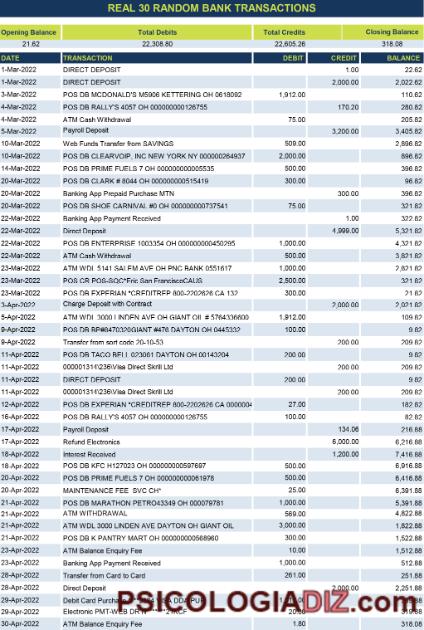 REAL 30 RANDOM BANK TRANSACTIONS
Opening Balance Total Debits Total Credits Closing Balance
21.62 22,308.80 22,605.26 318.08
DATE TRANSACTION DEBIT CREDIT BALANCE
1-Mar-2022 DIRECT DEPOSIT 1.00 22.62
1-Mar-2022 DIRECT DEPOSIT 2,000.00 2,022.62
3-Mar-2022 POS DB MCDONALD'S M5906 KETTERING OH 0618092 1,912.00 110.62
4-Mar-2022 POS DB RALLY'S 4057 OH 000000000126755 170.20 280.82
4-Mar-2022 ATM Cash Withdrawal 75.00 205.82
5-Mar-2022 Payroll Deposit 3,200.00 3,405.82
10-Mar-2022 Web Funds Transfer from SAVINGS 509.00 2,896.82
10-Mar-2022 POS DB CLEARVOIP, INC NEW YORK NY 000000264937 2,000.00 896.82
14-Mar-2022 POS DB PRIME FUELS 7 OH 000000000005535 500.00 396.82
20-Mar-2022 POS DB CLARK # 8044 OH 000000000515419 300.00 96.82
20-Mar-2022 Banking App Prepaid Purchase MTN 300.00 396.82
20-Mar-2022 POS DB SHOE CARNIVAL #0 OH 000000000737541 75.00 321.82
22-Mar-2022 Banking App Payment Received 1.00 322.82
22-Mar-2022 Direct Deposit 4,999.00 5,321.82
22-Mar-2022 POS DB ENTERPRISE 1003354 OH 000000000450295 1,000.00 4,321.82
22-Mar-2022 ATM Cash Withdrawal 500.00 3,821.82
23-Mar-2022 ATM WDL 5141 SALEM AVE OH PNC BANK 0551617 1,000.00 2,821.82
23-Mar-2022 POS CR POS-SQC*Eric San FranciscoCAUS 2,500.00 321.82
23-Mar-2022 POS DB EXPERIAN *CREDITREP 800-2202626 CA 132 300.00 21.82
3-Apr-2022 Charge Deposit with Contract 2,000.00 2,021.82
5-Apr-2022 ATM WDL 3000 LINDEN AVE OH GIANT OIL # 5764336600 1,912.00 109.82
9-Apr-2022 POS DB BP#8470320GIANT #476 DAYTON OH 0445332 100.00 9.82
9-Apr-2022 Transfer from sort code 20-10-53 200.00 209.82
11-Apr-2022 POS DB TACO BELL 023061 DAYTON OH 00143204 200.00 9.82
11-Apr-2022 000001314\236\Visa Direct Skrill Ltd 200.00 209.82
11-Apr-2022 DIRECT DEPOSIT 200.00 9.82
11-Apr-2022 000001314\236\Visa Direct Skrill Ltd 200.00 209.82
12-Apr-2022 POS DB EXPERIAN *CREDITREP 800-2202626 CA 0000004 27.00 182.82
16-Apr-2022 POS DB RALLY'S 4057 OH 000000000126755 100.00 82.82
17-Apr-2022 Payroll Deposit 134.06 216.88
17-Apr-2022 Refund Electronics 6,000.00 6,216.88
18-Apr-2022 Interest Received 1,200.00 7,416.88
18-Apr-2022 POS DB KFC H127023 OH 000000000597697 500.00 6,916.88
20-Apr-2022 POS DB PRIME FUELS 7 OH 000000000061978 500.00 6,416.88
20-Apr-2022 MAINTENANCE FEE SVC CH* 25.00 6,391.88
20-Apr-2022 POS DB MARATHON PETRO43349 OH 000079781 1,000.00 5,391.88
21-Apr-2022 ATM WITHDRAWAL 569.00 4,822.88
21-Apr-2022 ATM WDL 3000 LINDEN AVE DAYTON OH GIANT OIL 3,000.00 1,822.88
21-Apr-2022 POS DB K PANTRY MART OH 000000000568960 300.00 1,522.88
23-Apr-2022 ATM Balance Enquiry Fee 10.00 1,512.88
23-Apr-2022 Banking App Payment 1,000.00 512.88
28-Apr-2022 Transfer from Card to Card 261.00 251.88
28-Apr-2022 Direct Deposit 2,000.00 2,251.88
29-Apr-2022 Debit Card Purchase VISA DDA PUR
29-Apr-2022 Electronic PMT-WEB
30-Apr-2022 ATM Balance Enquiry Fee 1.80 318.08
PSICOLOGIADIZ.com